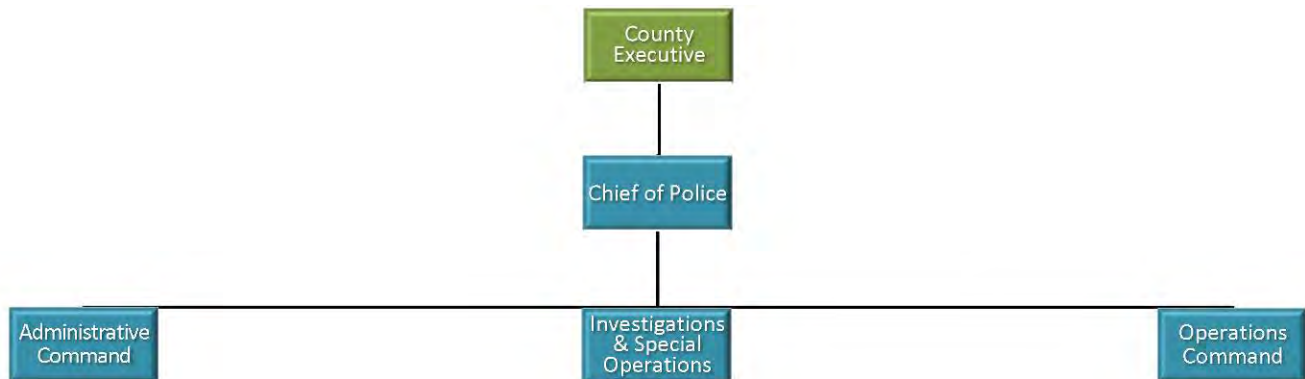 County
Executive
Chief of Police
Administrative
Command
Investigations
& Special
Operations
Operations
Command